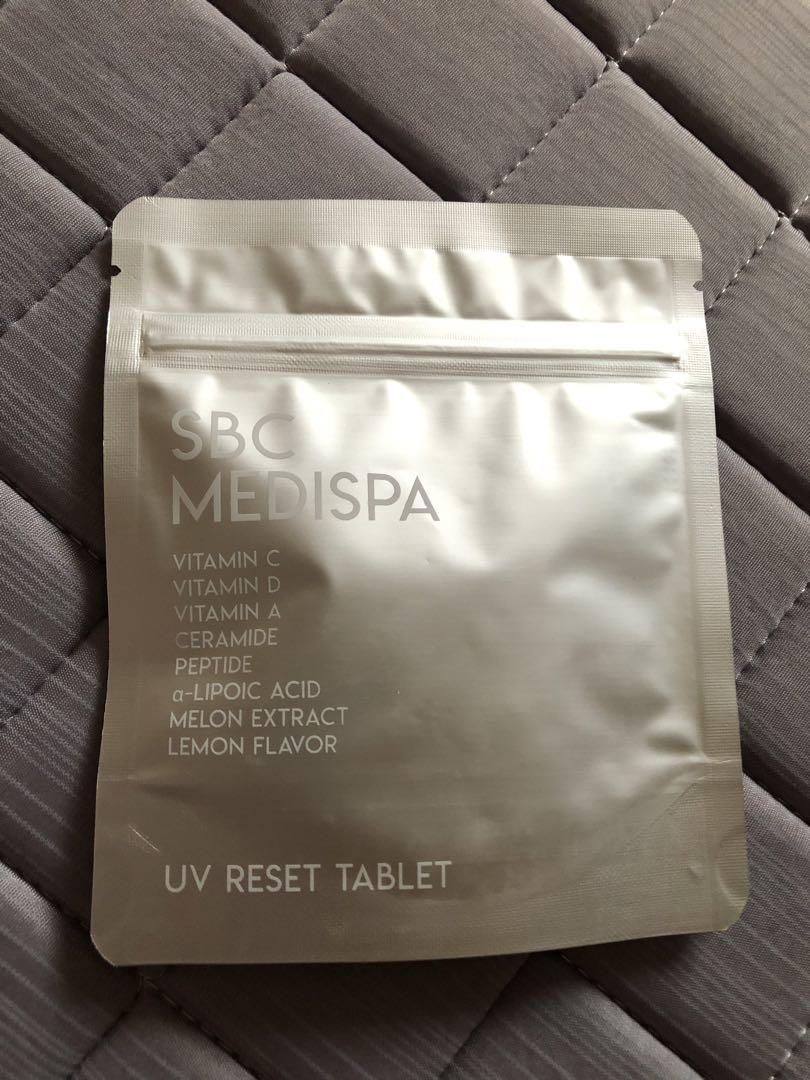 SBC
MEDISPA
VITAMIN C
VITAMIN D
VITAMIN A
CERAMIDE
PEPTIDE
α-LIPOIC ACID
MELON EXTRACT
LEMON FLAVOR
UV RESET TABLET